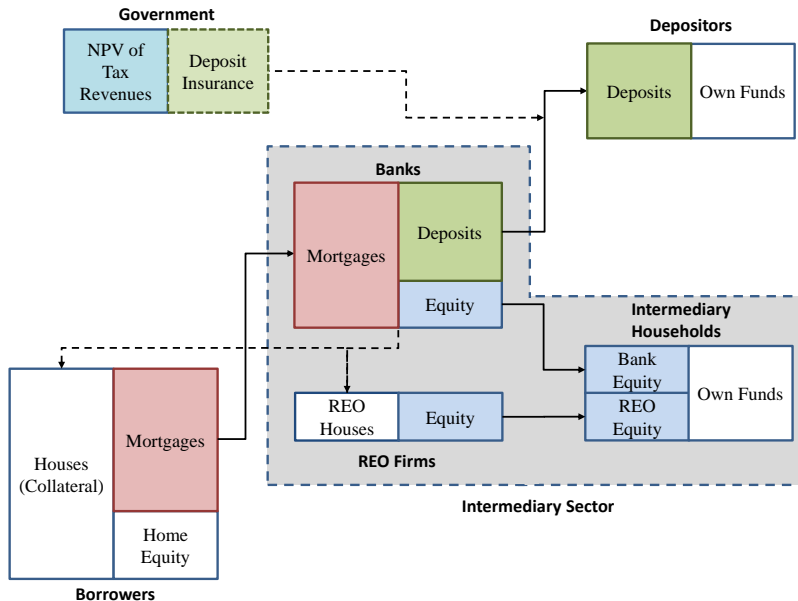 Government
NPV of
Tax
Revenues
Deposit
Insurance
Depositors
Deposits
Own Funds
Banks
Mortgages
Deposits
Equity
Intermediary
Households
Bank
Equity
REO
Equity
Own Funds
REO
Houses
Equity
REO Firms
Intermediary Sector
Houses
(Collateral)
Mortgages
Home
Equity
Borrowers